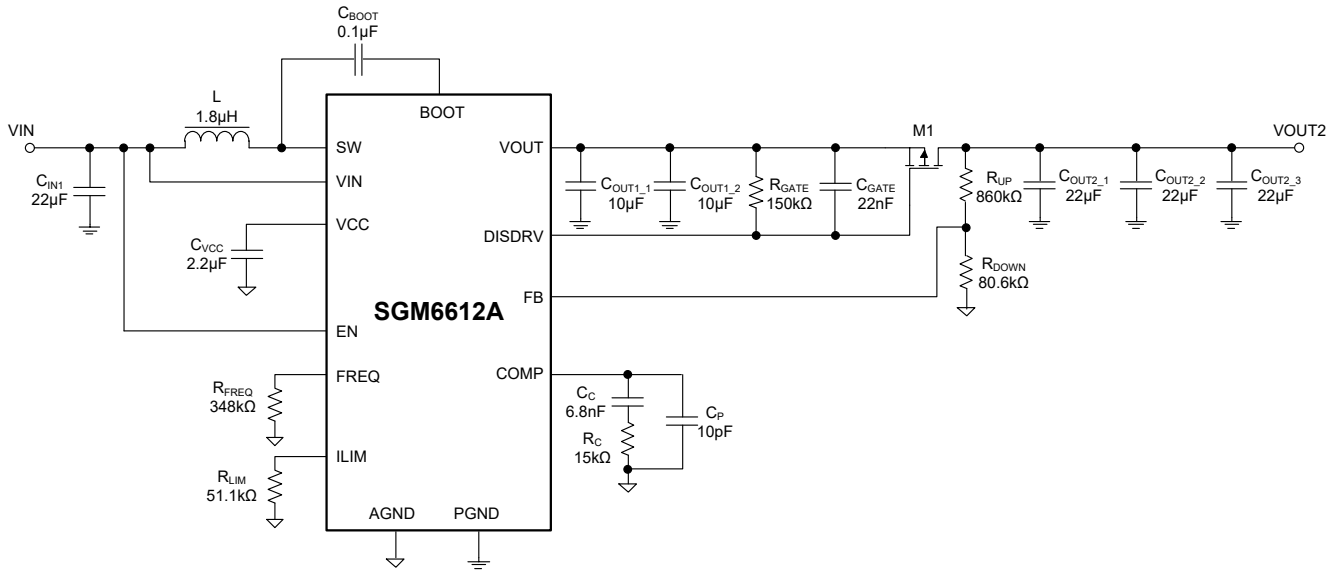 CBOOT
0.1µF
L
1.8µH
BOOT
M1
VIN
VOUT2
SW
VOUT
CIN1
22µF
VIN
COUT1_1
10µF
COUT1_2
10µF
RGATE
150kΩ
CGATE
22nF
RUP
860kΩ
COUT2_1
22µF
COUT2_2
22µF
COUT2_3
22µF
VCC
CVCC
2.2µF
DISDRV
RDOWN
80.6kΩ
FB
SGM6612A
EN
FREQ
COMP
RFREQ
348kΩ
CC
6.8nF
CP
10pF
RC
15kΩ
ILIM
RLIM
51.1kΩ
AGND
PGND